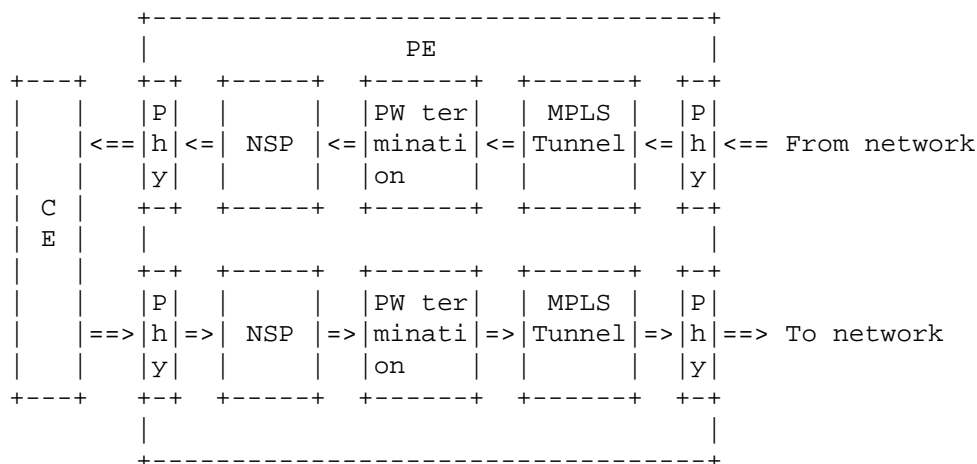 PE
P PW ter MPLS P
<== h <= NSP <= minati <= Tunnel <= h <== From network
y on y
C
E
P PW ter MPLS P
==> h => NSP => minati => Tunnel => h ==> To network
y on y